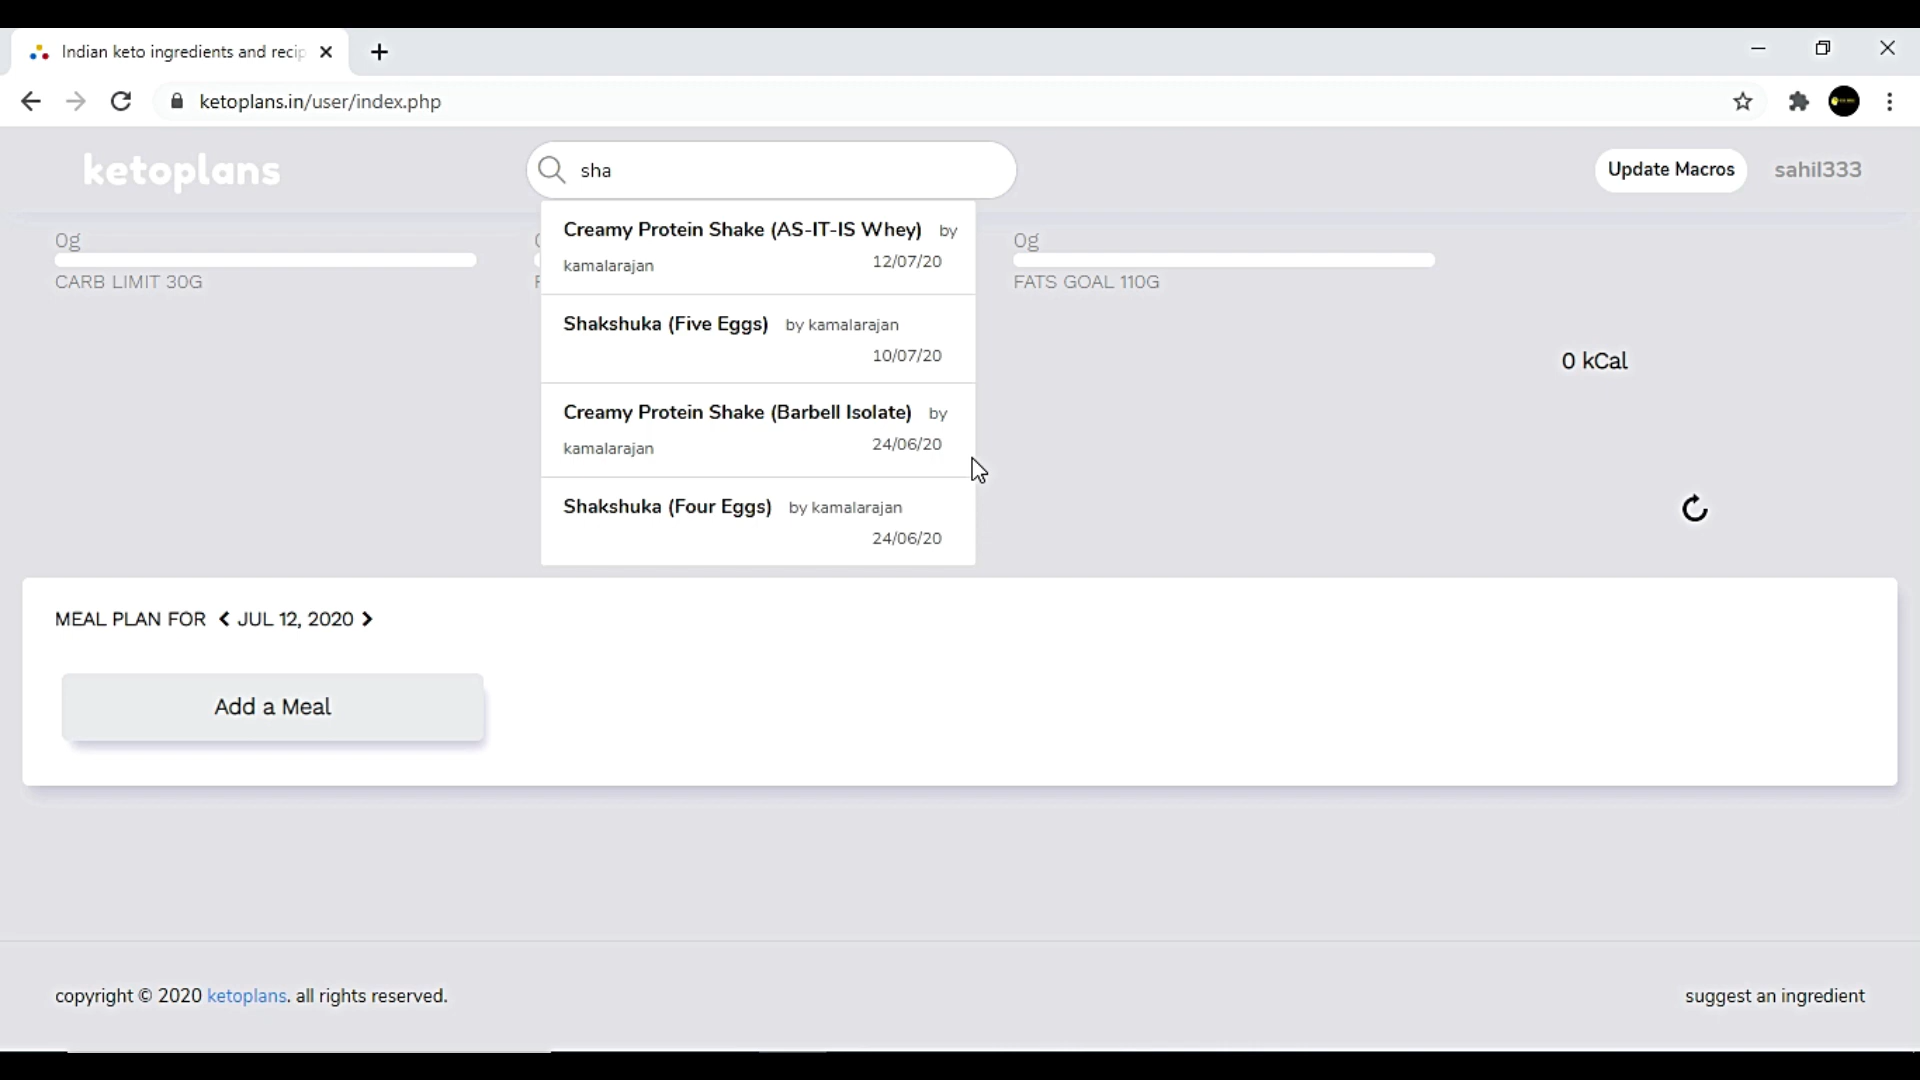 Indian keto ingredients and recip
ketoplans.in/user/index.php
ketoplans
sha
Update Macros
sahil333
Creamy Protein Shake (AS-IT-IS Whey) by
kamalarajan 12/07/20
Shakshuka (Five Eggs) by kamalarajan
10/07/20
Creamy Protein Shake (Barbell Isolate) by
kamalarajan 24/06/20
Shakshuka (Four Eggs) by kamalarajan
24/06/20
0g
CARB LIMIT 30G
0g
FATS GOAL 110G
0 kCal
MEAL PLAN FOR < JUL 12, 2020 >
Add a Meal
copyright © 2020 ketoplans. all rights reserved.
suggest an ingredient